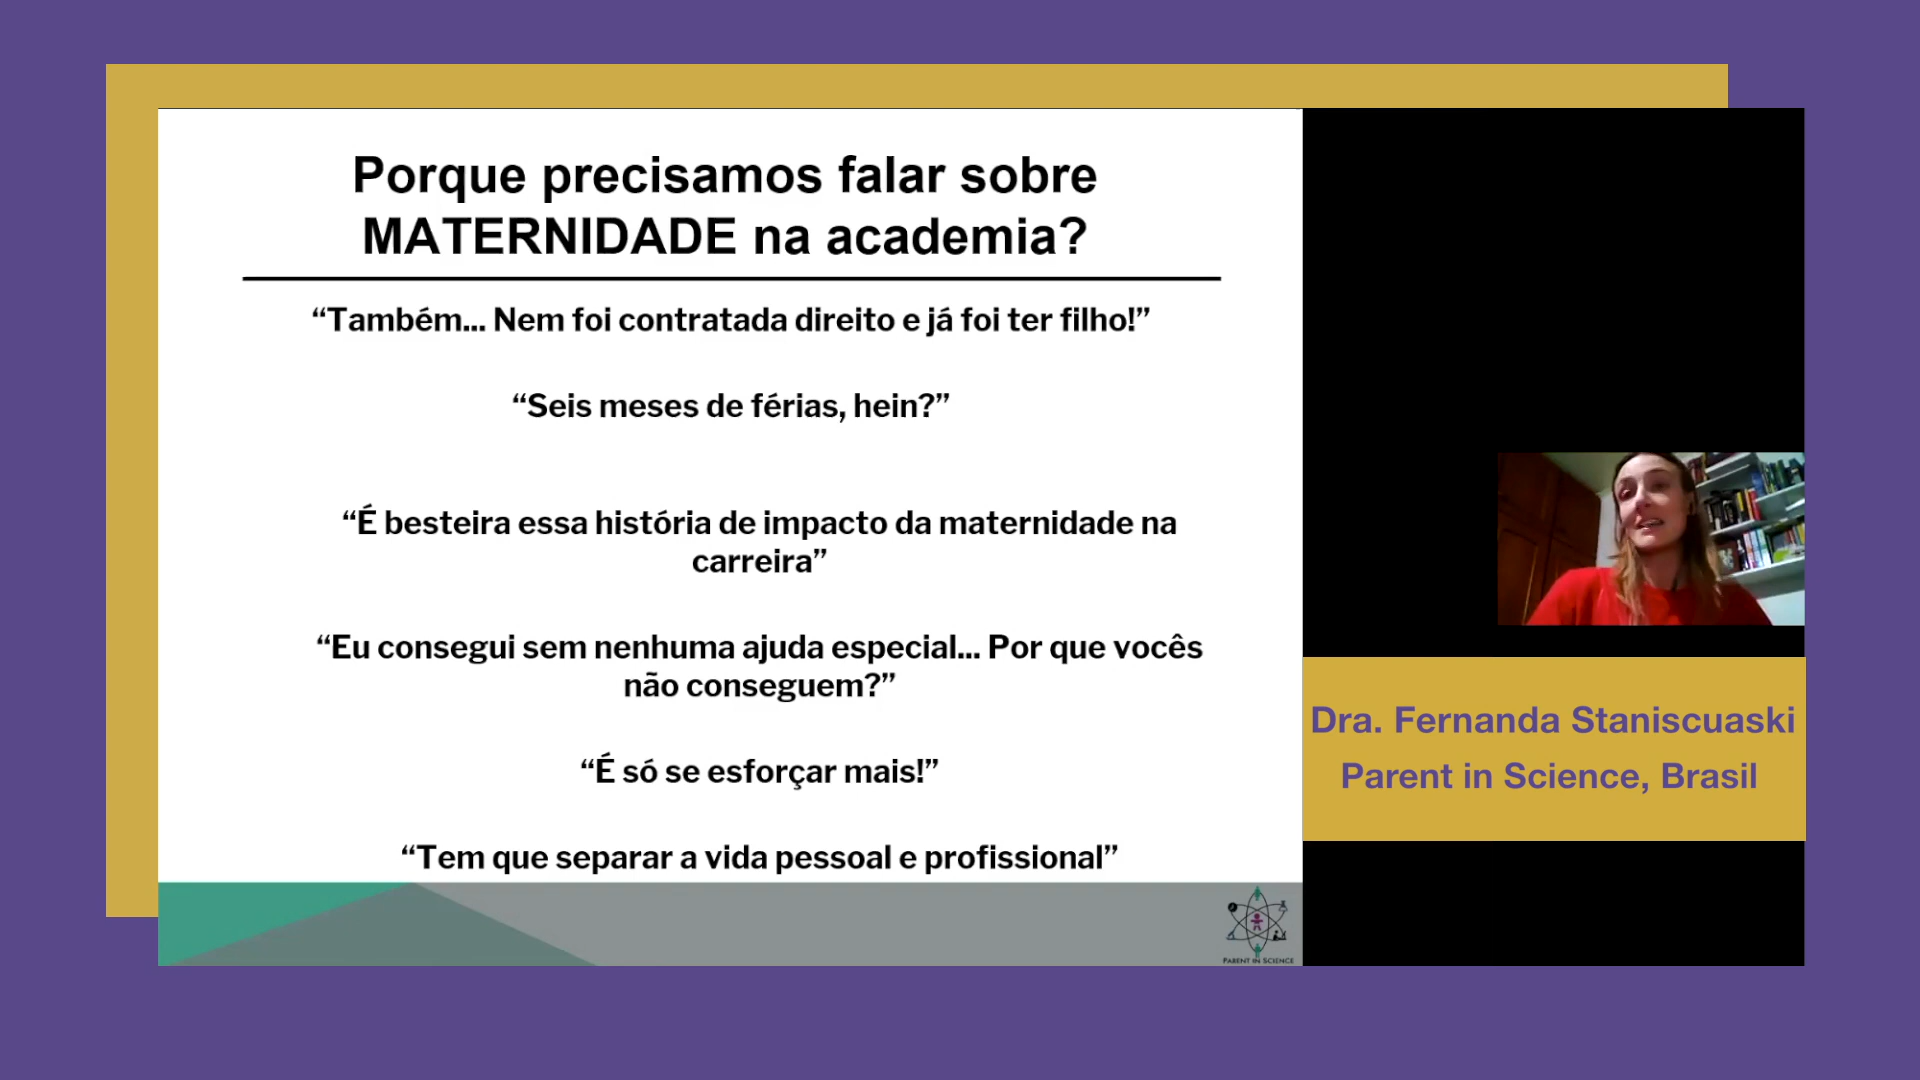 Porque precisamos falar sobre
MATERNIDADE na academia?
“Também... Nem foi contratada direito e já foi ter filho!”
“Seis meses de férias, hein?”
“É besteira essa história de impacto da maternidade na
carreira”
“Eu consegui sem nenhuma ajuda especial... Por que vocês
não conseguem?”
“É só se esforçar mais!”
“Tem que separar a vida pessoal e profissional”
PARENT IN SCIENCE
Dra. Fernanda Staniscuaski
Parent in Science, Brasil